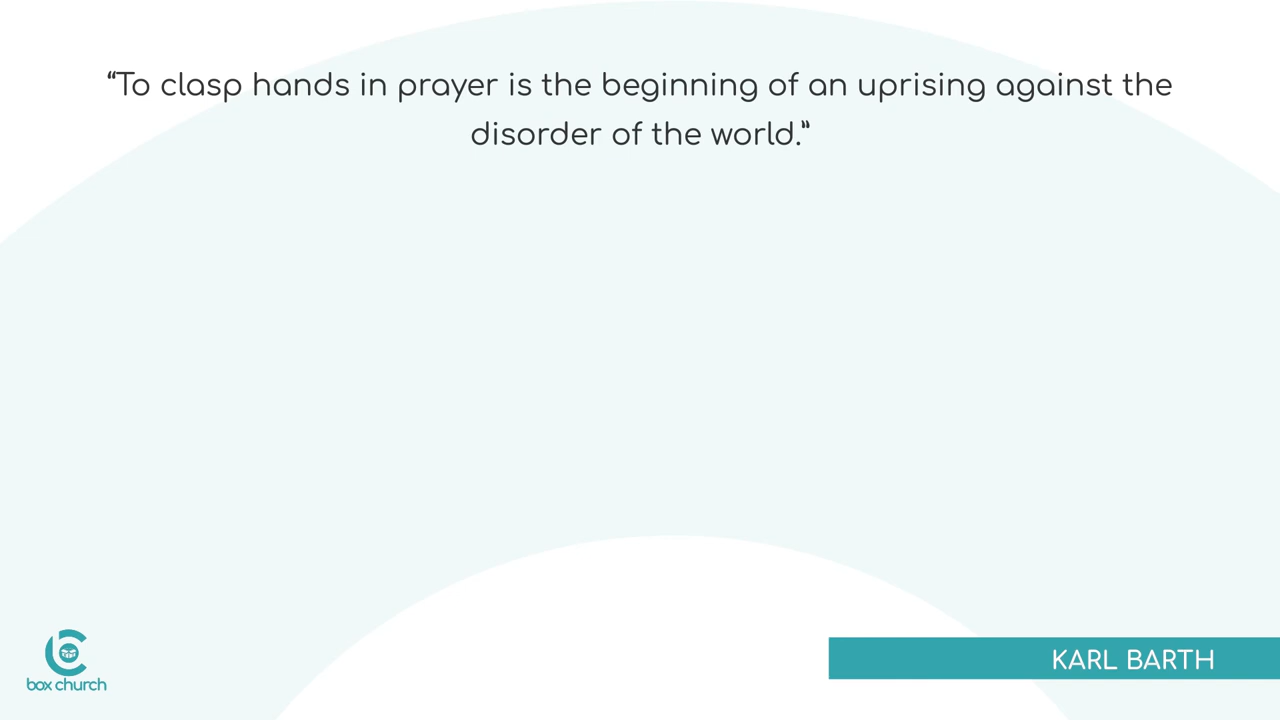 “To clasp hands in prayer is the beginning of an uprising against the
disorder of the world.”
KARL BARTH
box church